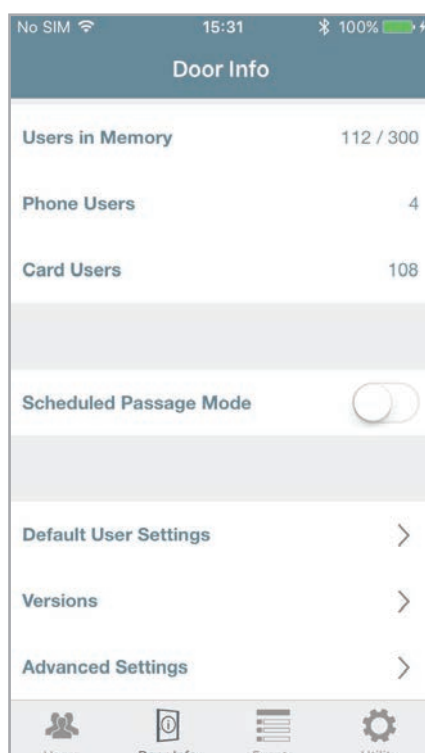 No SIM 15:31 100%
Door Info
Users in Memory 112 / 300
Phone Users 4
Card Users 108
Scheduled Passage Mode
Default User Settings
Versions
Advanced Settings